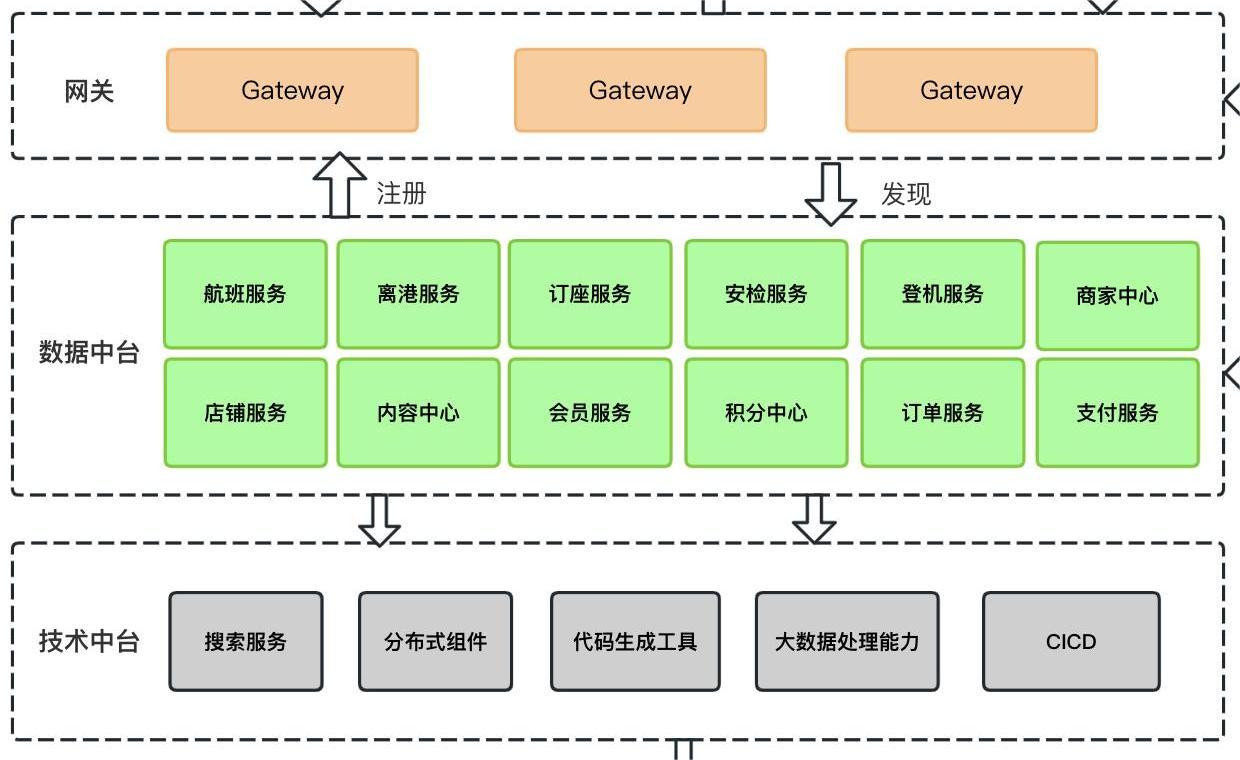 网关
Gateway
Gateway
Gateway
注册
发现
数据中台
航班服务
离港服务
订座服务
安检服务
登机服务
商家中心
店铺服务
内容中心
会员服务
积分中心
订单服务
支付服务
技术中台
搜索服务
分布式组件
代码生成工具
大数据处理能力
CICD